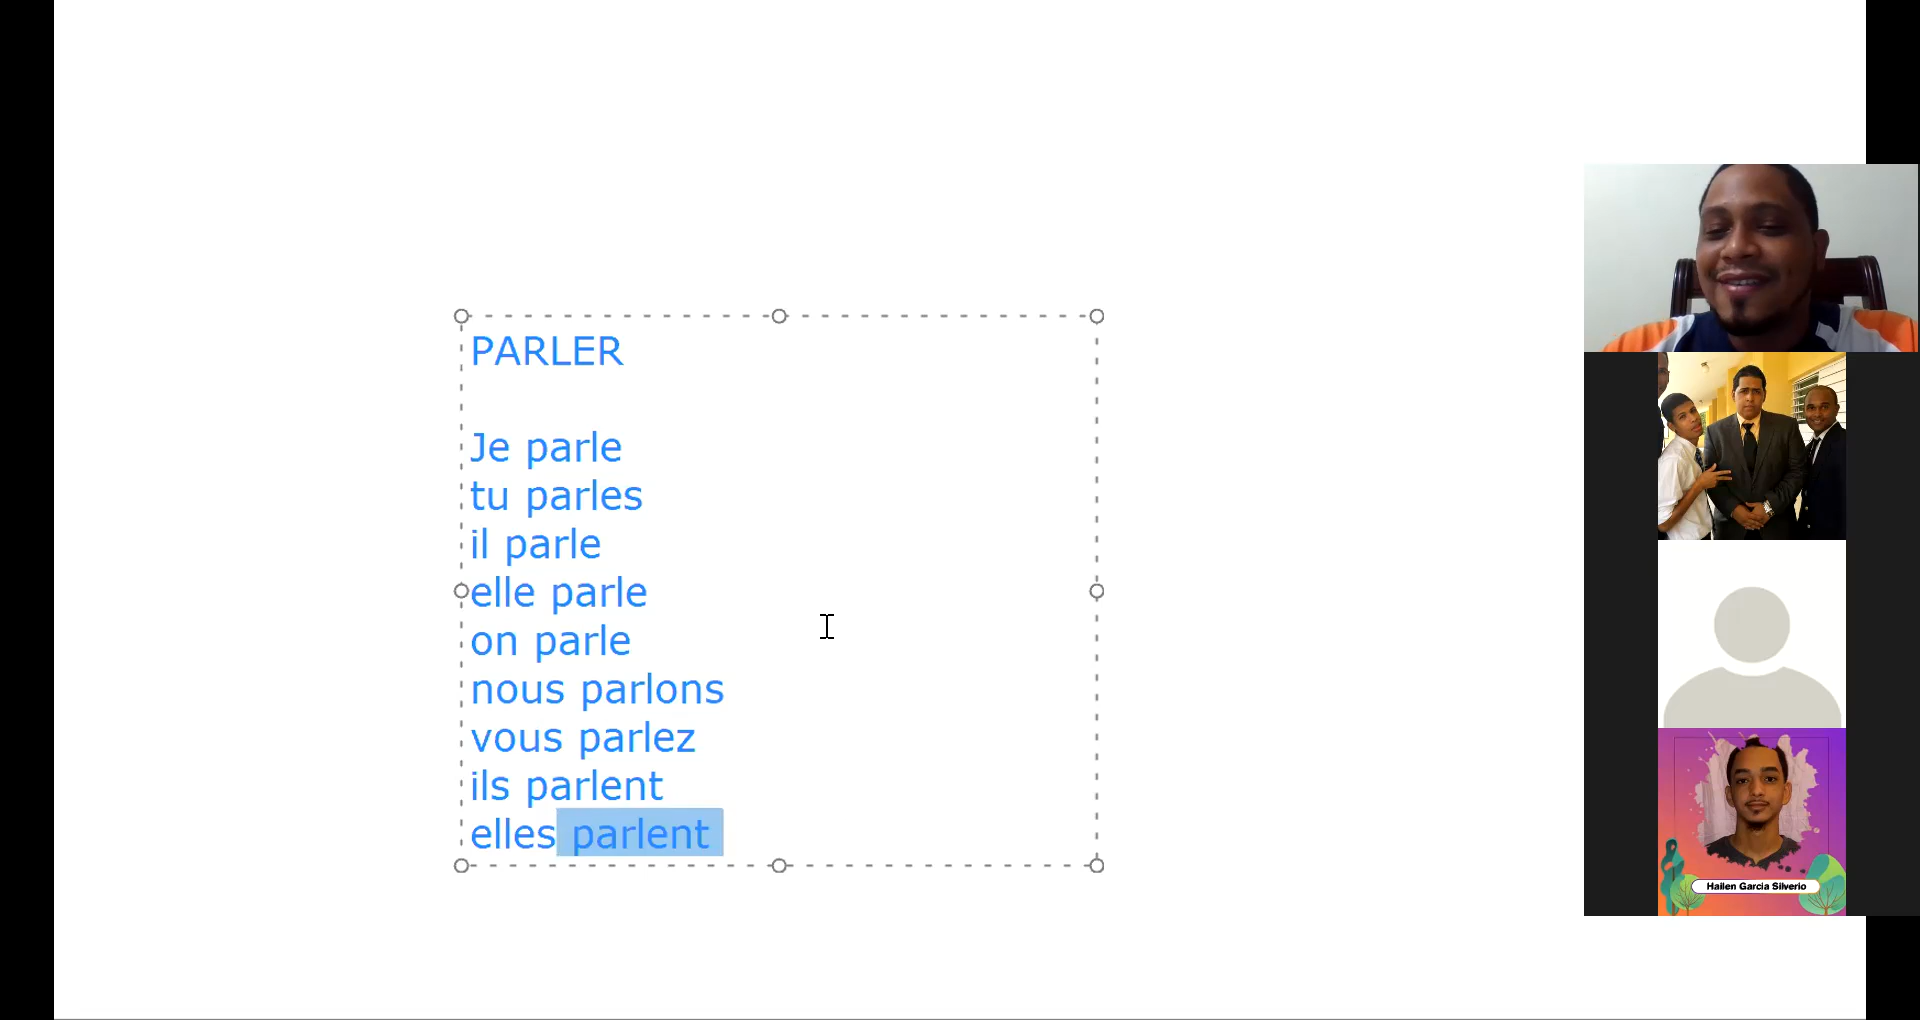 PARLER
Je parle
tu parles
il parle
elle parle
on parle
nous parlons
vous parlez
ils parlent
elles parlent
Hailen Garcia Silverio